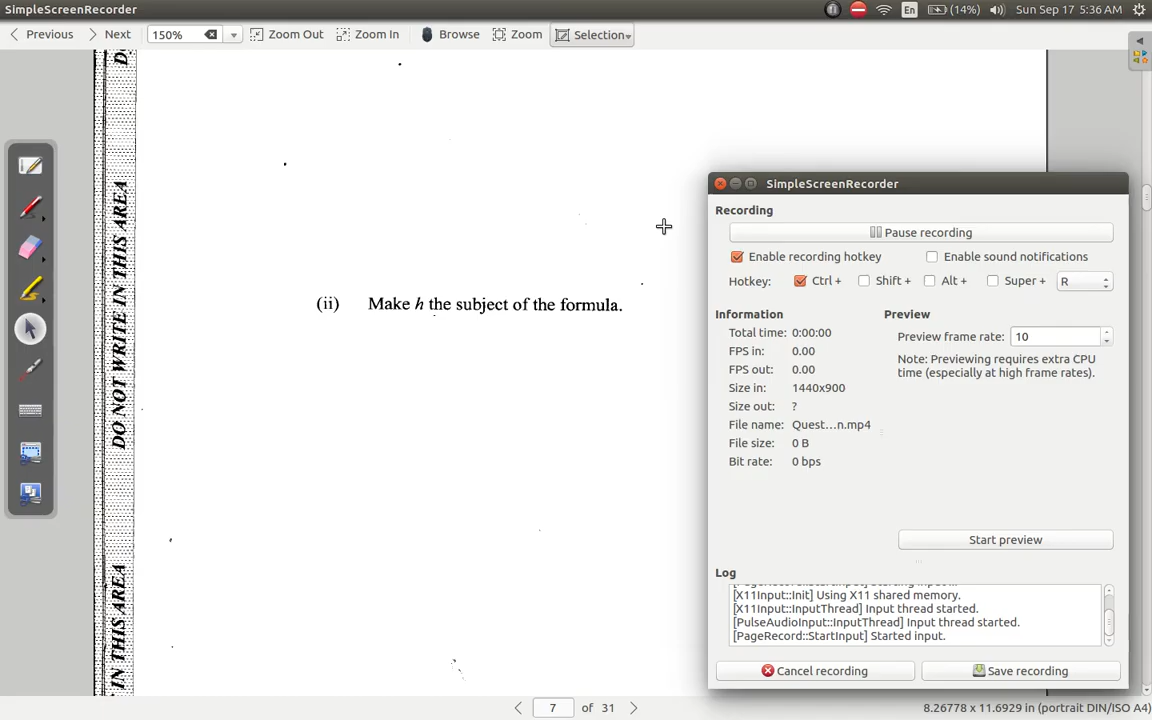 SimpleScreenRecorder
En (14%) Sun Sep 17 5:36 AM
Previous Next 150% Zoom Out Zoom In Browse Zoom Selection
DO NOT WRITE IN THIS AREA
IN THIS AREA
(ii) Make h the subject of the formula.
SimpleScreenRecorder
Recording
Pause recording
Enable recording hotkey Enable sound notifications
Hotkey: Ctrl + Shift + Alt + Super + R
Information
Total time: 0:00:00
FPS in: 0.00
FPS out: 0.00
Size in: 1440x900
Size out: ?
File name: Quest...n.mp4
File size: 0 B
Bit rate: 0 bps
Preview
Preview frame rate: 10
Note: Previewing requires extra CPU
time (especially at high frame rates).
Start preview
Log
[X11Input::Init] Using X11 shared memory.
[X11Input::InputThread] Input thread started.
[PulseAudioInput::InputThread] Input thread started.
[PageRecord::StartInput] Started input.
Cancel recording Save recording
7 of 31
8.26778 x 11.6929 in (portrait DIN/ISO A4)